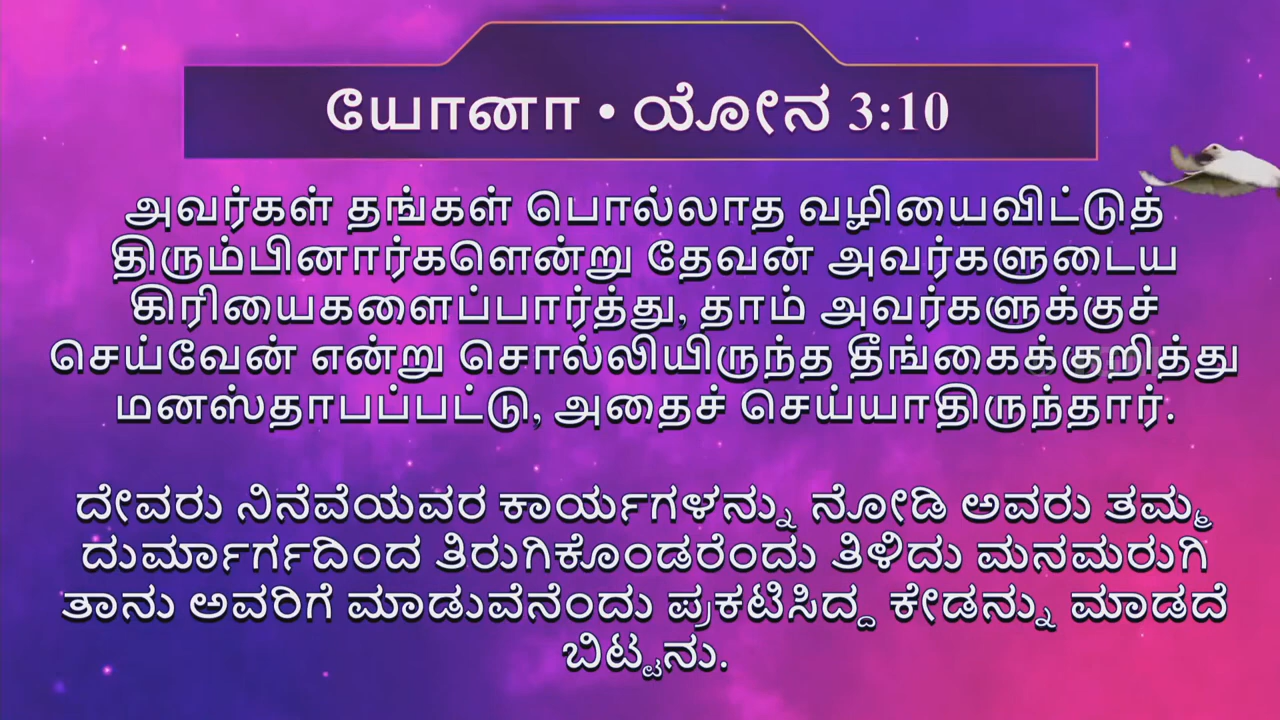 யோனா • ಯೋನ 3:10
அவர்கள் தங்கள் பொல்லாத வழியைவிட்டுத்
திரும்பினார்களென்று தேவன் அவர்களுடைய
கிரியைகளைப்பார்த்து, தாம் அவர்களுக்குச்
செய்வேன் என்று சொல்லியிருந்த தீங்கைக்குறித்து
மனஸ்தாபப்பட்டு, அதைச் செய்யாதிருந்தார்.
ದೇವರು ನಿನೆವೆಯವರ ಕಾರ್ಯಗಳನ್ನು ನೋಡಿ ಅವರು ತಮ್ಮ
ದುರ್ಮಾರ್ಗದಿಂದ ತಿರುಗಿಕೊಂಡರೆಂದು ತಿಳಿದು ಮನಮರುಗಿ
ತಾನು ಅವರಿಗೆ ಮಾಡುವೆನೆಂದು ಪ್ರಕಟಿಸಿದ್ದ ಕೇಡನ್ನು ಮಾಡದೆ
ಬಿಟ್ಟನು.